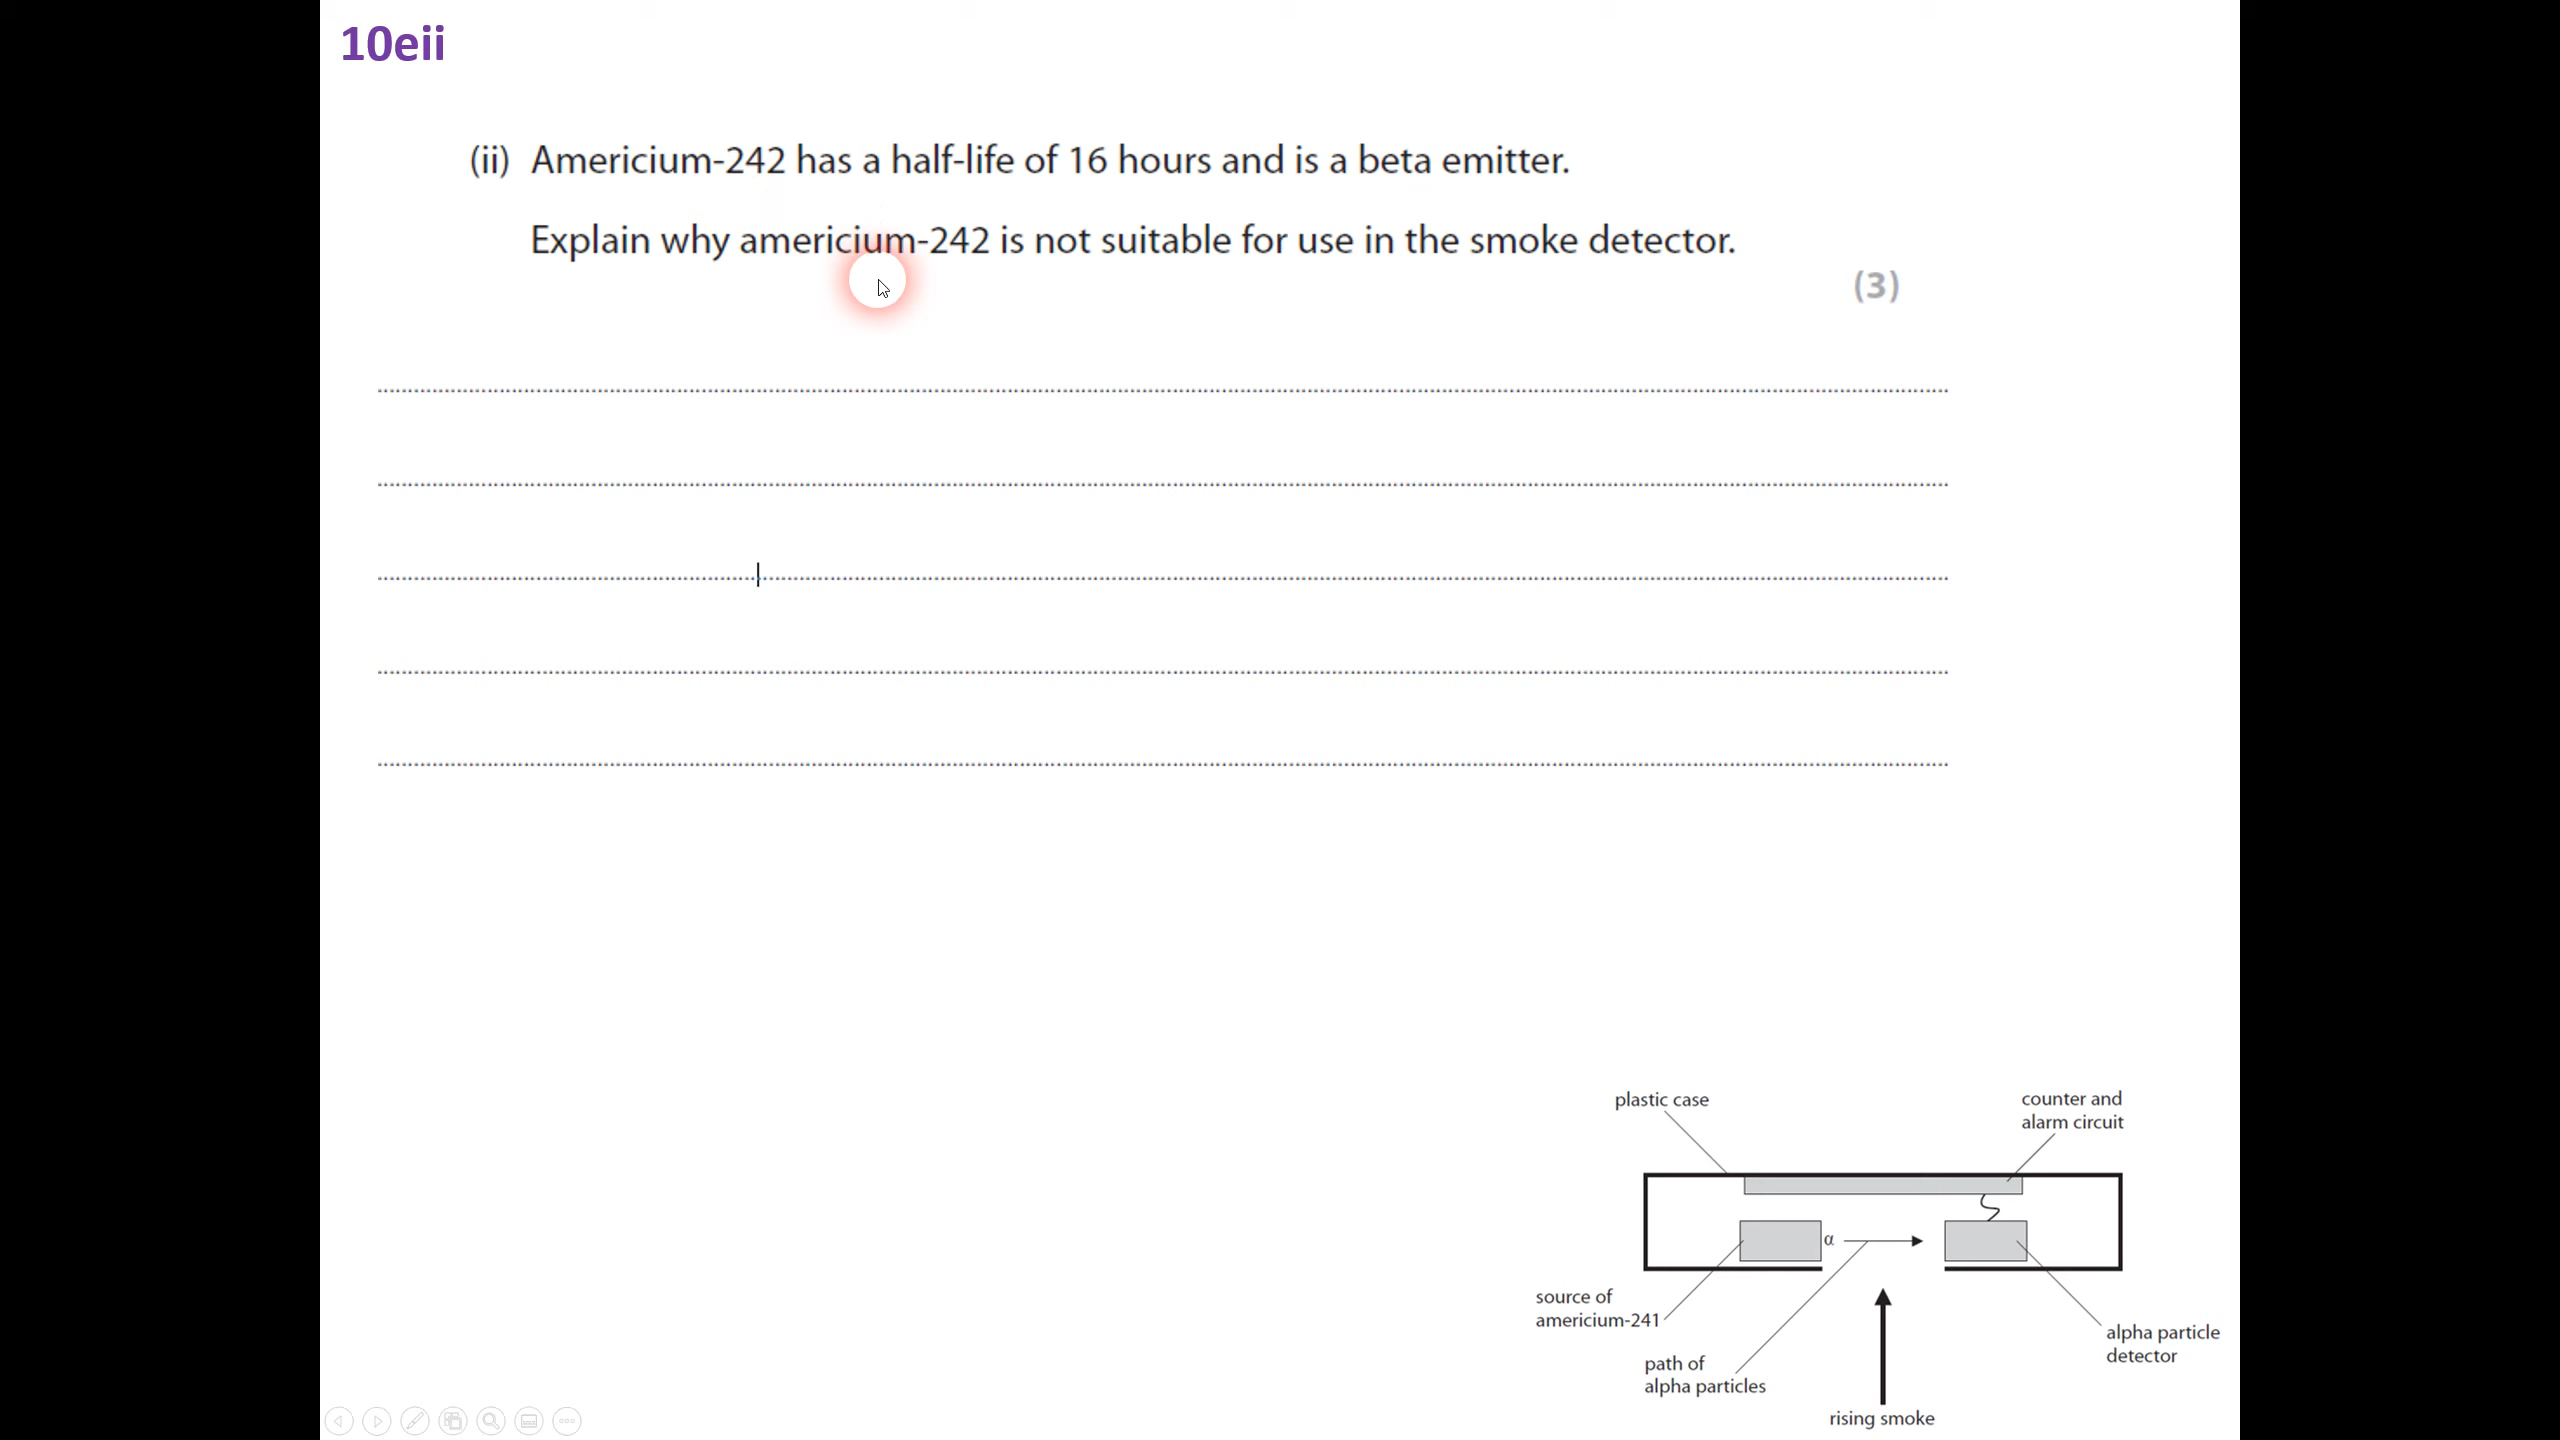 10eii
(ii) Americium-242 has a half-life of 16 hours and is a beta emitter.
Explain why americium-242 is not suitable for use in the smoke detector.
(3)
plastic case
counter and
alarm circuit
α
source of
americium-241
alpha particle
detector
path of
alpha particles
rising smoke